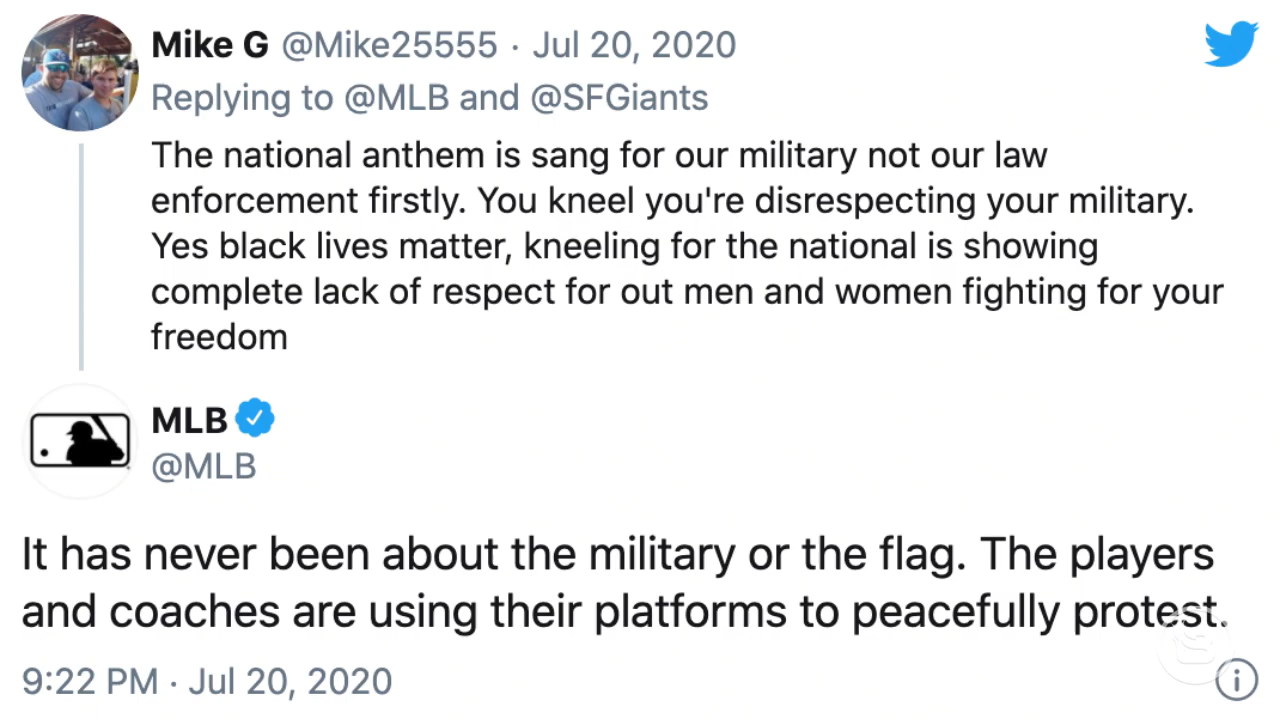 Mike G @Mike25555 · Jul 20, 2020
Replying to @MLB and @SFGiants
The national anthem is sang for our military not our law
enforcement firstly. You kneel you're disrespecting your military.
Yes black lives matter, kneeling for the national is showing
complete lack of respect for out men and women fighting for your
freedom
MLB
@MLB
It has never been about the military or the flag. The players
and coaches are using their platforms to peacefully protest.
9:22 PM · Jul 20, 2020